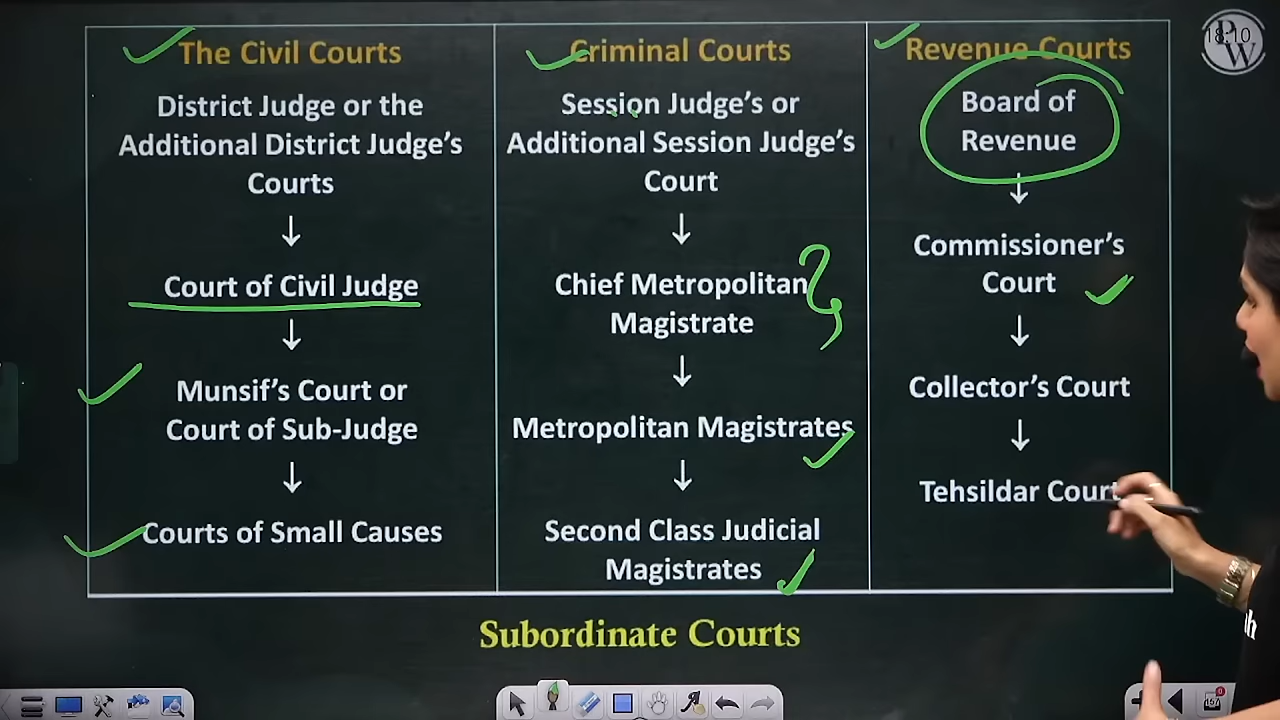 The Civil Courts
District Judge or the
Additional District Judge's
Courts
Court of Civil Judge
Munsif's Court or
Court of Sub-Judge
Courts of Small Causes
Criminal Courts
Session Judge's or
Additional Session Judge's
Court
Chief Metropolitan
Magistrate
Metropolitan Magistrates
Second Class Judicial
Magistrates
Revenue Courts
Board of
Revenue
Commissioner's
Court
Collector's Court
Tehsildar Court
Subordinate Courts
18:10
PW